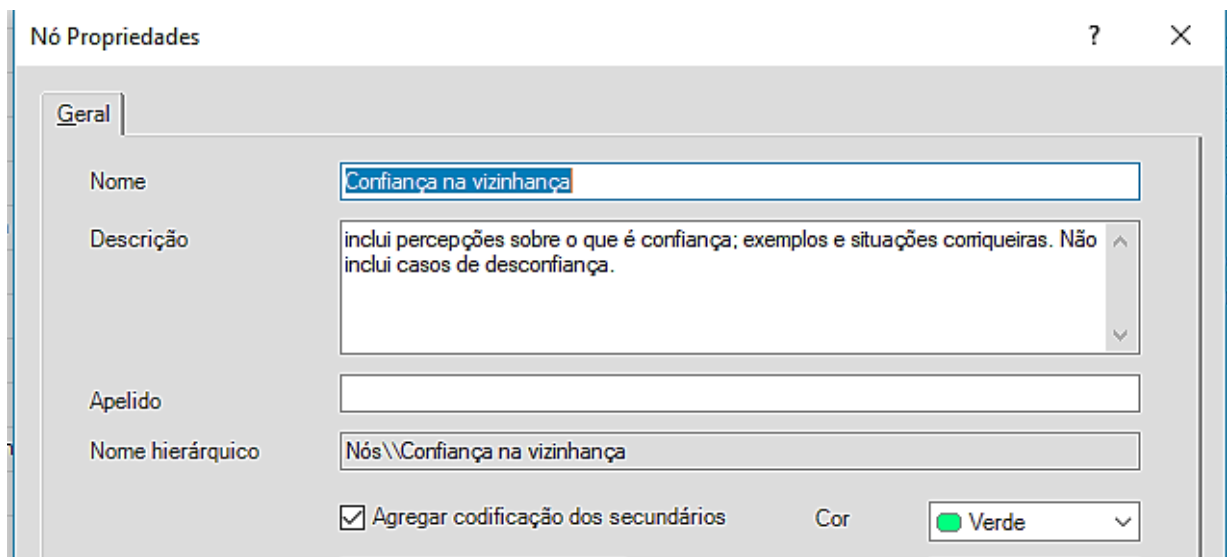 Nó Propriedades ? ×
Geral
Nome Confiança na vizinhança
Descrição inclui percepções sobre o que é confiança; exemplos e situações corriqueiras. Não
inclui casos de desconfiança.
Apelido
Nome hierárquico Nós\\Confiança na vizinhança
Agregar codificação dos secundários Cor Verde